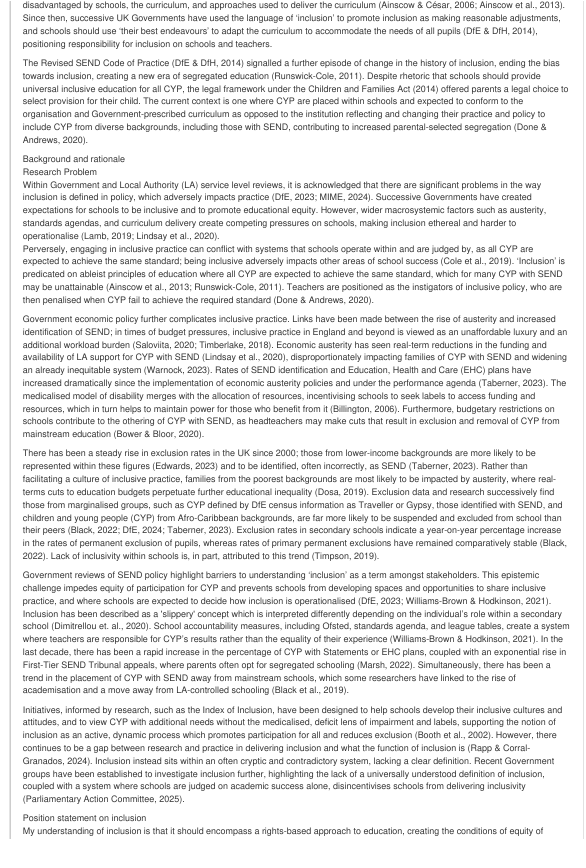 disadvantaged by schools, the curriculum, and approaches used to deliver the curriculum (Ainscow & César, 2006; Ainscow et al., 2013).
Since then, successive UK Governments have used the language of 'inclusion' to promote inclusion as making reasonable adjustments,
and schools should use 'their best endeavours' to adapt the curriculum to accommodate the needs of all pupils (DfE & DfH, 2014),
positioning responsibility for inclusion on schools and teachers.
The Revised SEND Code of Practice (DfE & DfH, 2014) signalled a further episode of change in the history of inclusion, ending the bias
towards inclusion, creating a new era of segregated education (Runswick-Cole, 2011). Despite rhetoric that schools should provide
universal inclusive education for all CYP, the legal framework under the Children and Families Act (2014) offered parents a legal choice to
select provision for their child. The current context is one where CYP are placed within schools and expected to conform to the
organisation and Government-prescribed curriculum as opposed to the institution reflecting and changing their practice and policy to
include CYP from diverse backgrounds, including those with SEND, contributing to increased parental-selected segregation (Done &
Andrews, 2020).
Background and rationale
Research Problem
Within Government and Local Authority (LA) service level reviews, it is acknowledged that there are significant problems in the way
inclusion is defined in policy, which adversely impacts practice (DfE, 2023; MIME, 2024). Successive Governments have created
expectations for schools to be inclusive and to promote educational equity. However, wider macrosystemic factors such as austerity,
standards agendas, and curriculum delivery create competing pressures on schools, making inclusion ethereal and harder to
operationalise (Lamb, 2019; Lindsay et al., 2020).
Perversely, engaging in inclusive practice can conflict with systems that schools operate within and are judged by, as all CYP are
expected to achieve the same standard; being inclusive adversely impacts other areas of school success (Cole et al., 2019). 'Inclusion' is
predicated on ableist principles of education where all CYP are expected to achieve the same standard, which for many CYP with SEND
may be unattainable (Ainscow et al., 2013; Runswick-Cole, 2011). Teachers are positioned as the instigators of inclusive policy, who are
then penalised when CYP fail to achieve the required standard (Done & Andrews, 2020).
Government economic policy further complicates inclusive practice. Links have been made between the rise of austerity and increased
identification of SEND; in times of budget pressures, inclusive practice in England and beyond is viewed as an unaffordable luxury and an
additional workload burden (Saloviita, 2020; Timberlake, 2018). Economic austerity has seen real-term reductions in the funding and
availability of LA support for CYP with SEND (Lindsay et al., 2020), disproportionately impacting families of CYP with SEND and widening
an already inequitable system (Warnock, 2023). Rates of SEND identification and Education, Health and Care (EHC) plans have
increased dramatically since the implementation of economic austerity policies and under the performance agenda (Taberner, 2023). The
medicalised model of disability merges with the allocation of resources, incentivising schools to seek labels to access funding and
resources, which in turn helps to maintain power for those who benefit from it (Billington, 2006). Furthermore, budgetary restrictions on
schools contribute to the othering of CYP with SEND, as headteachers may make cuts that result in exclusion and removal of CYP from
mainstream education (Bower & Bloor, 2020).
There has been a steady rise in exclusion rates in the UK since 2000; those from lower-income backgrounds are more likely to be
represented within these figures (Edwards, 2023) and to be identified, often incorrectly, as SEND (Taberner, 2023). Rather than
facilitating a culture of inclusive practice, families from the poorest backgrounds are most likely to be impacted by austerity, where real-
terms cuts to education budgets perpetuate further educational inequality (Dosa, 2019). Exclusion data and research successively find
those from marginalised groups, such as CYP defined by DfE census information as Traveller or Gypsy, those identified with SEND, and
children and young people (CYP) from Afro-Caribbean backgrounds, are far more likely to be suspended and excluded from school than
their peers (Black, 2022; DfE, 2024; Taberner, 2023). Exclusion rates in secondary schools indicate a year-on-year percentage increase
in the rates of permanent exclusion of pupils, whereas rates of primary permanent exclusions have remained comparatively stable (Black,
2022). Lack of inclusivity within schools is, in part, attributed to this trend (Timpson, 2019).
Government reviews of SEND policy highlight barriers to understanding 'inclusion' as a term amongst stakeholders. This epistemic
challenge impedes equity of participation for CYP and prevents schools from developing spaces and opportunities to share inclusive
practice, and where schools are expected to decide how inclusion is operationalised (DfE, 2023; Williams-Brown & Hodkinson, 2021).
Inclusion has been described as a 'slippery' concept which is interpreted differently depending on the individual's role within a secondary
school (Dimitrellou et. al., 2020). School accountability measures, including Ofsted, standards agenda, and league tables, create a system
where teachers are responsible for CYP's results rather than the equality of their experience (Williams-Brown & Hodkinson, 2021). In the
last decade, there has been a rapid increase in the percentage of CYP with Statements or EHC plans, coupled with an exponential rise in
First-Tier SEND Tribunal appeals, where parents often opt for segregated schooling (Marsh, 2022). Simultaneously, there has been a
trend in the placement of CYP with SEND away from mainstream schools, which some researchers have linked to the rise of
academisation and a move away from LA-controlled schooling (Black et al., 2019).
Initiatives, informed by research, such as the Index of Inclusion, have been designed to help schools develop their inclusive cultures and
attitudes, and to view CYP with additional needs without the medicalised, deficit lens of impairment and labels, supporting the notion of
inclusion as an active, dynamic process which promotes participation for all and reduces exclusion (Booth et al., 2002). However, there
continues to be a gap between research and practice in delivering inclusion and what the function of inclusion is (Rapp & Corral-
Granados, 2024). Inclusion instead sits within an often cryptic and contradictory system, lacking a clear definition. Recent Government
groups have been established to investigate inclusion further, highlighting the lack of a universally understood definition of inclusion,
coupled with a system where schools are judged on academic success alone, disincentivises schools from delivering inclusivity
(Parliamentary Action Committee, 2025).
Position statement on inclusion
My understanding of inclusion is that it should encompass a rights-based approach to education, creating the conditions of equity of